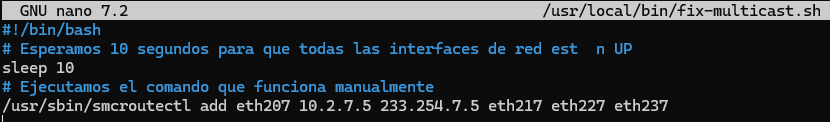 GNU nano 7.2 /usr/local/bin/fix-multicast.sh
#!/bin/bash
# Esperamos 10 segundos para que todas las interfaces de red est  n UP
sleep 10
# Ejecutamos el comando que funciona manualmente
/usr/sbin/smcroutectl add eth207 10.2.7.5 233.254.7.5 eth217 eth227 eth237